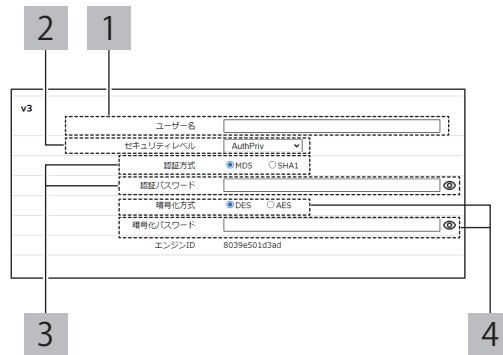 2 1
v3
ユーザー名
セキュリティレベル AuthPriv
認証方式 MD5 SHA1
認証パスワード
暗号化方式 DES AES
暗号化パスワード
エンジンID 8039e501d3ad
3 4